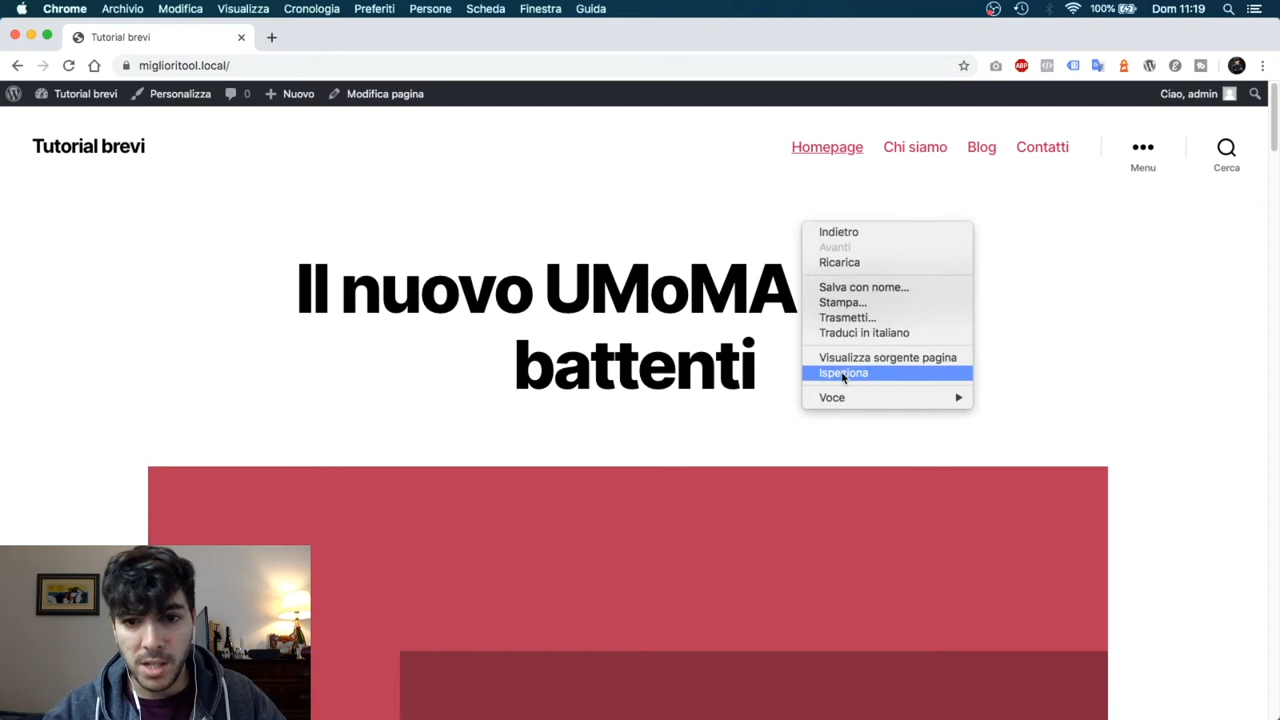 Chrome Archivio Modifica Visualizza Cronologia Preferiti Persone Scheda Finestra Guida 100% Dom 11:19
Tutorial brevi
miglioritool.local/
ABP
Tutorial brevi Personalizza 0 Nuovo Modifica pagina Ciao, admin
Tutorial brevi
Homepage Chi siamo Blog Contatti
Menu
Cerca
Il nuovo UMoMA
battenti
Indietro
Avanti
Ricarica
Salva con nome...
Stampa...
Trasmetti...
Traduci in italiano
Visualizza sorgente pagina
Ispeziona
Voce